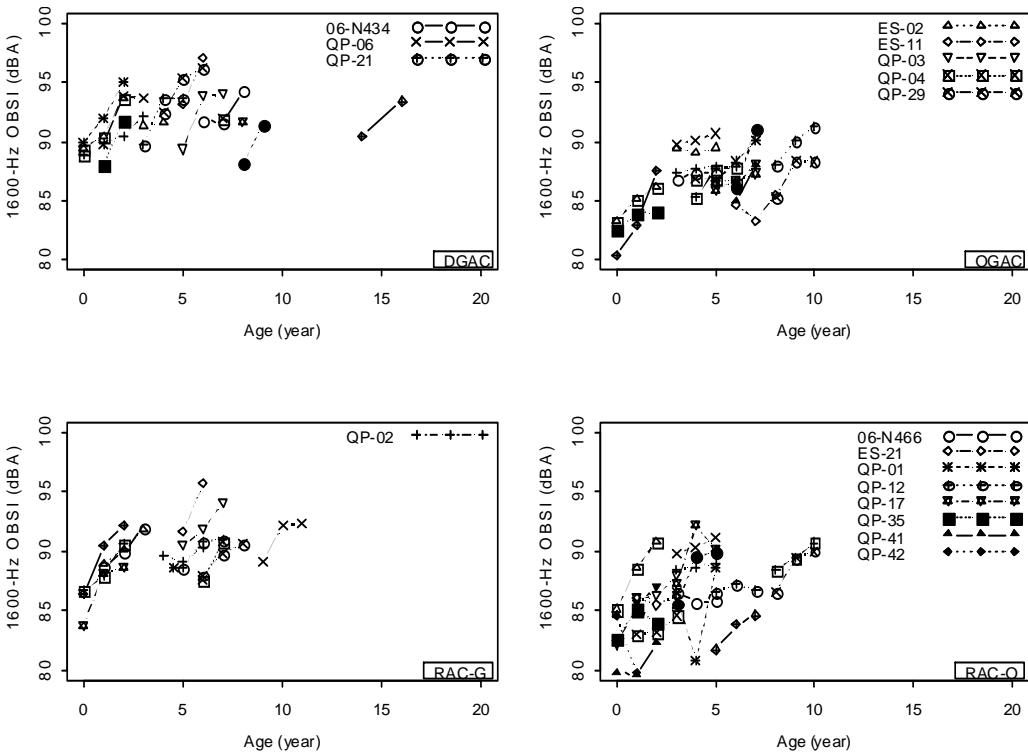 100
95
90
85
80
1600-Hz OBSI (dBA)
06-N434
QP-06
QP-21
DGAC
0 5 10 15 20
Age (year)
100
95
90
85
80
1600-Hz OBSI (dBA)
ES-02
ES-11
QP-03
QP-04
QP-29
OGAC
0 5 10 15 20
Age (year)
100
95
90
85
80
1600-Hz OBSI (dBA)
QP-02
RAC-G
0 5 10 15 20
Age (year)
100
95
90
85
80
1600-Hz OBSI (dBA)
06-N466
ES-21
QP-01
QP-12
QP-17
QP-35
QP-41
QP-42
RAC-O
0 5 10 15 20
Age (year)